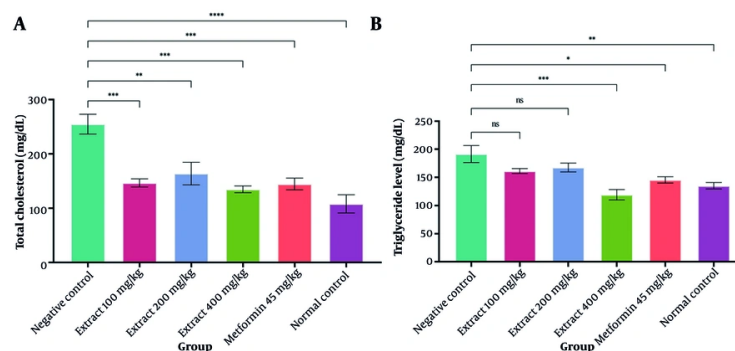 A
****
***
***
**
***
Total cholesterol (mg/dL)
300
200
100
0
Negative control
Extract 100 mg/kg
Extract 200 mg/kg
Extract 400 mg/kg
Metformin 45 mg/kg
Normal control
Group
B
**
*
***
ns
ns
Triglyceride level (mg/dL)
250
200
150
100
50
0
Negative control
Extract 100 mg/kg
Extract 200 mg/kg
Extract 400 mg/kg
Metformin 45 mg/kg
Normal control
Group